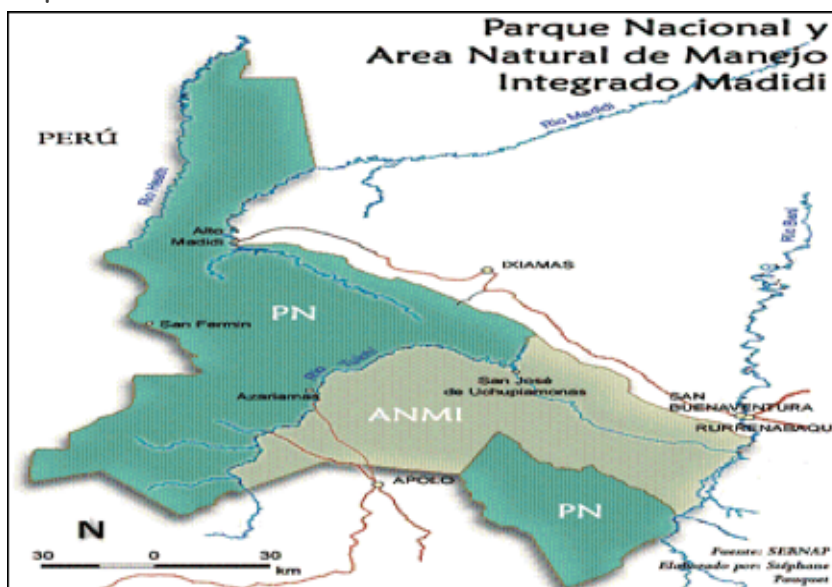 Parque Nacional y
Area Natural de Manejo
Integrado Madidi
PERÚ
Río Heath
Río Madidi
Río Beni
Alto
Madidi
IXIAMAS
PN
San Fermín
Río Tuichi
Azariamas
San José
de Uchupiamonas
ANMI
SAN
BUENAVENTURA
RURRENABAQU
APOLO
PN
N
30 0 30
km
Fuente: SERNAP
Elaborado por: Stéphane
Pasquer